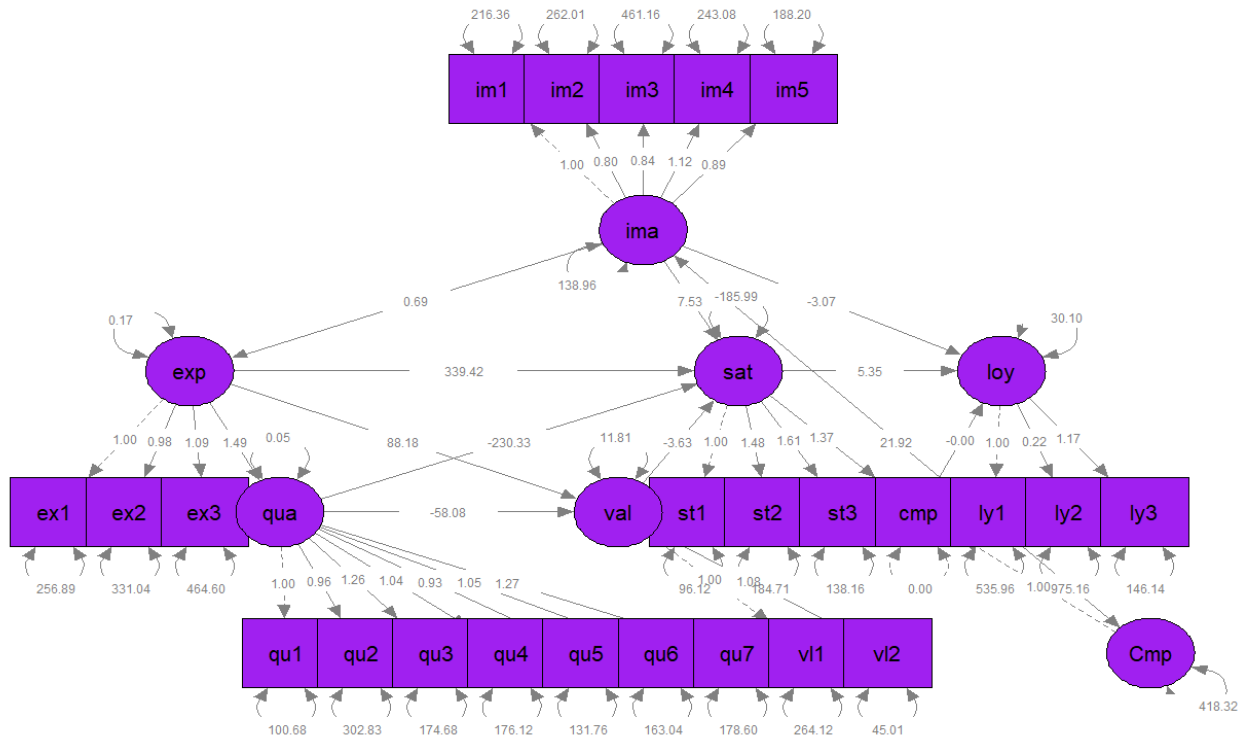 216.36 262.01 461.16 243.08 188.20
im1 im2 im3 im4 im5
1.00 0.80 0.84 1.12 0.89
ima
138.96
0.69 7.53 -185.99 -3.07
0.17 30.10
exp 339.42 sat 5.35 loy
1.00 0.98 1.09 1.49 0.05 88.18 -230.33 11.81 -3.63 1.00 1.48 1.61 1.37 21.92 -0.00 1.00 0.22 1.17
ex1 ex2 ex3 qua -58.08 val st1 st2 st3 cmp ly1 ly2 ly3
256.89 331.04 464.60 1.00 0.96 1.26 1.04 0.93 1.05 1.27 96.12 1.00 1.08 184.71 138.16 0.00 535.96 1.00 975.16 146.14
qu1 qu2 qu3 qu4 qu5 qu6 qu7 vl1 vl2 Cmp
100.68 302.83 174.68 176.12 131.76 163.04 178.60 264.12 45.01 418.32